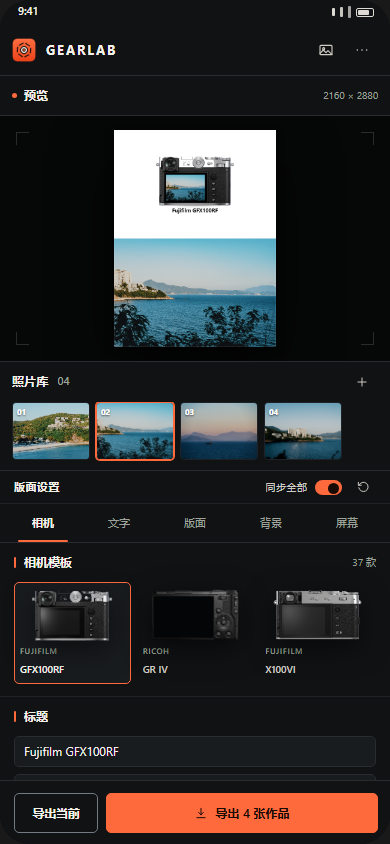 9:41
GEARLAB
预览
2160 × 2880
Fujifilm GFX100RF
照片库 04
01
02
03
04
版面设置
同步全部
相机
文字
版面
背景
屏幕
相机模板
37 款
FUJIFILM
GFX100RF
RICOH
GR IV
FUJIFILM
X100VI
标题
Fujifilm GFX100RF
导出当前
导出 4 张作品